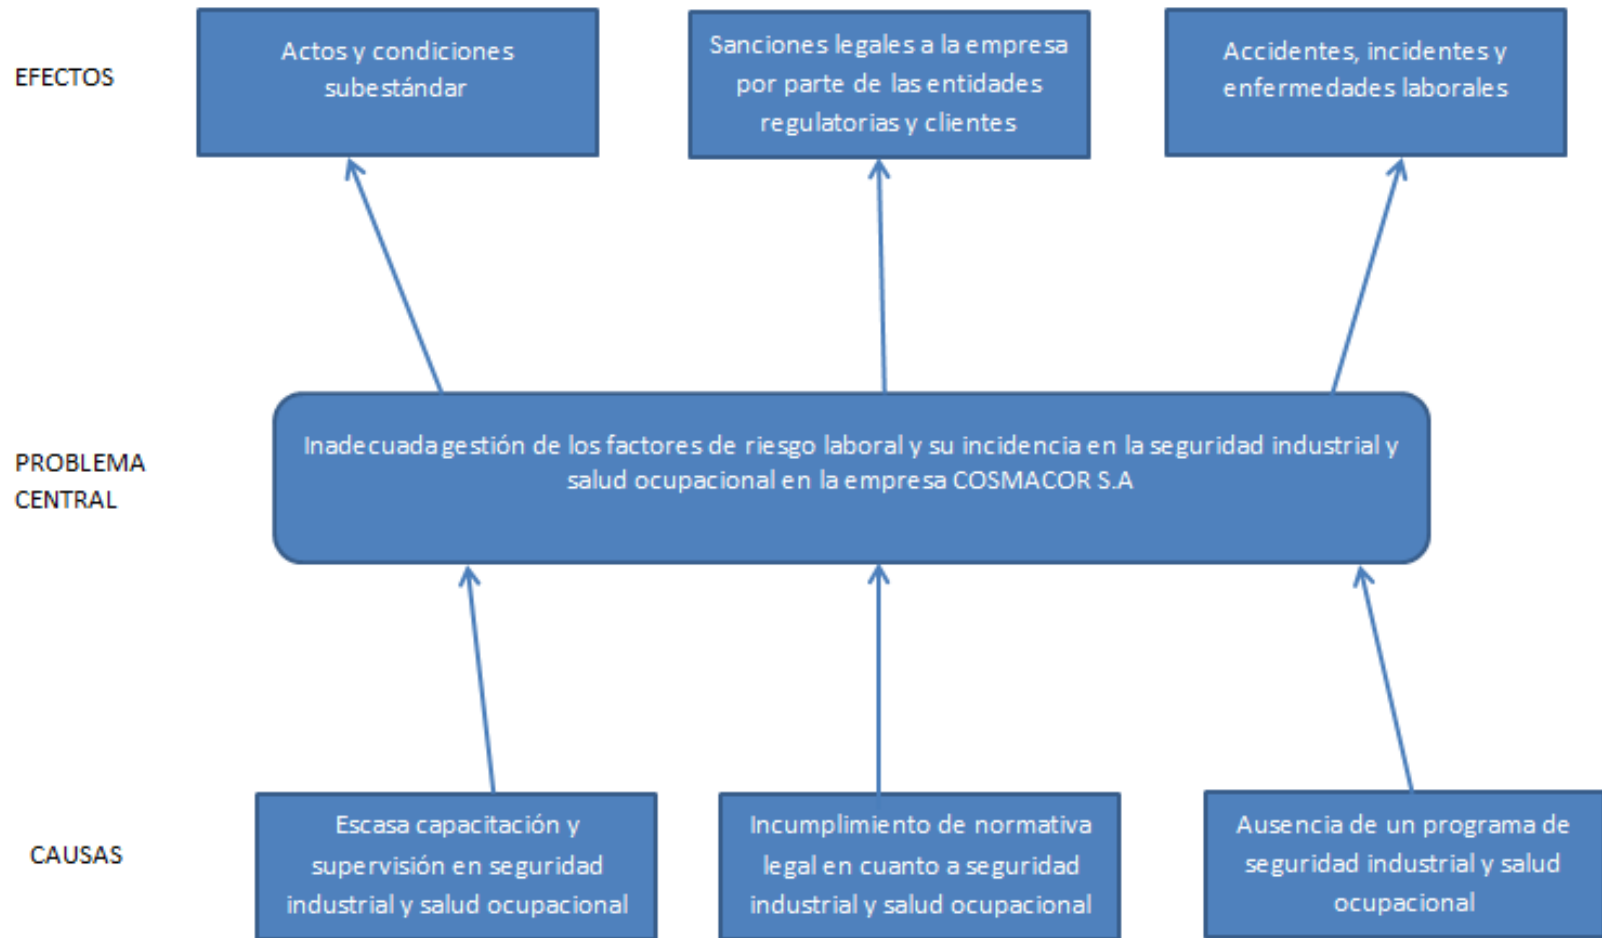 EFECTOS
Actos y condiciones
subestándar
Sanciones legales a la empresa
por parte de las entidades
regulatorias y clientes
Accidentes, incidentes y
enfermedades laborales
PROBLEMA
CENTRAL
Inadecuada gestión de los factores de riesgo laboral y su incidencia en la seguridad industrial y
salud ocupacional en la empresa COSMACOR S.A
CAUSAS
Escasa capacitación y
supervisión en seguridad
industrial y salud ocupacional
Incumplimiento de normativa
legal en cuanto a seguridad
industrial y salud ocupacional
Ausencia de un programa de
seguridad industrial y salud
ocupacional